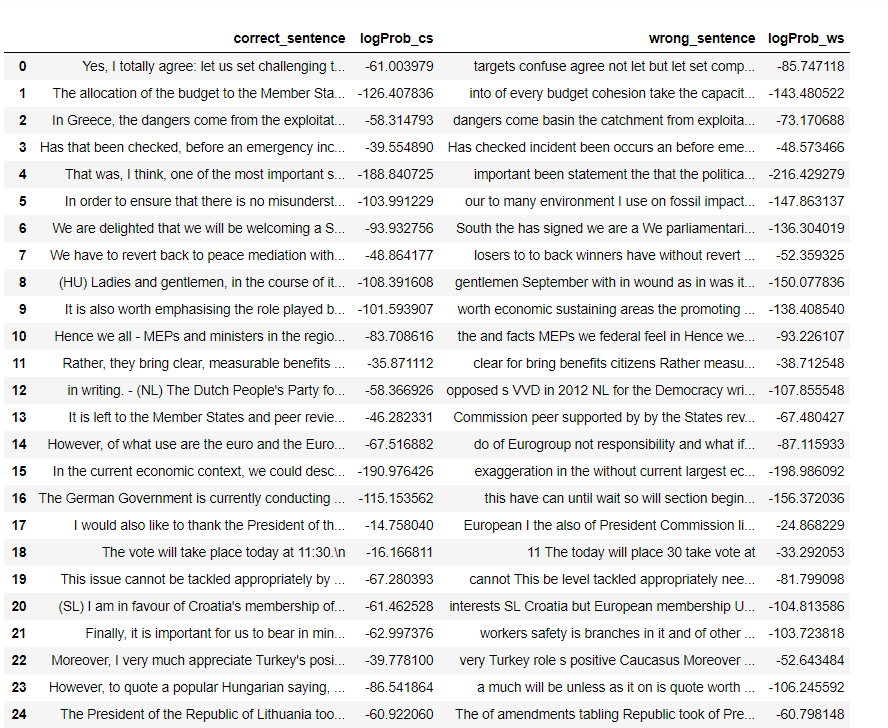 correct_sentence logProb_cs wrong_sentence logProb_ws
0 Yes, I totally agree: let us set challenging t... -61.003979 targets confuse agree not let but let set comp... -85.747118
1 The allocation of the budget to the Member Sta... -126.407836 into of every budget cohesion take the capacit... -143.480522
2 In Greece, the dangers come from the exploitat... -58.314793 dangers come basin the catchment from exploita... -73.170688
3 Has that been checked, before an emergency inc... -39.554890 Has checked incident been occurs an before eme... -48.573466
4 That was, I think, one of the most important s... -188.840725 important been statement the that the politica... -216.429279
5 In order to ensure that there is no misunderst... -103.991229 our to many environment I use on fossil impact... -147.863137
6 We are delighted that we will be welcoming a S... -93.932756 South the has signed we are a We parliamentari... -136.304019
7 We have to revert back to peace mediation with... -48.864177 losers to to back winners have without revert ... -52.359325
8 (HU) Ladies and gentlemen, in the course of it... -108.391608 gentlemen September with in wound as in was it... -150.077836
9 It is also worth emphasising the role played b... -101.593907 worth economic sustaining areas the promoting ... -138.408540
10 Hence we all - MEPs and ministers in the regio... -83.708616 the and facts MEPs we federal feel in Hence we... -93.226107
11 Rather, they bring clear, measurable benefits ... -35.871112 clear for bring benefits citizens Rather measu... -38.712548
12 in writing. - (NL) The Dutch People's Party fo... -58.366926 opposed s VVD in 2012 NL for the Democracy wri... -107.855548
13 It is left to the Member States and peer revie... -46.282331 Commission peer supported by by the States rev... -67.480427
14 However, of what use are the euro and the Euro... -67.516882 do of Eurogroup not responsibility and what if... -87.115933
15 In the current economic context, we could desc... -190.976426 exaggeration in the without current largest ec... -198.986092
16 The German Government is currently conducting ... -115.153562 this have can until wait so will section begin... -156.372036
17 I would also like to thank the President of th... -14.758040 European I the also of President Commission li... -24.868229
18 The vote will take place today at 11:30.\n -16.166811 11 The today will place 30 take vote at -33.292053
19 This issue cannot be tackled appropriately by ... -67.280393 cannot This be level tackled appropriately nee... -81.799098
20 (SL) I am in favour of Croatia's membership of... -61.462528 interests SL Croatia but European membership U... -104.813586
21 Finally, it is important for us to bear in min... -62.997376 workers safety is branches in it and of other ... -103.723818
22 Moreover, I very much appreciate Turkey's posi... -39.778100 very Turkey role s positive Caucasus Moreover ... -52.643484
23 However, to quote a popular Hungarian saying, ... -86.541864 a much will be unless as it on is quote worth ... -106.245592
24 The President of the Republic of Lithuania too... -60.922060 The of amendments tabling Republic took of Pre... -60.798148